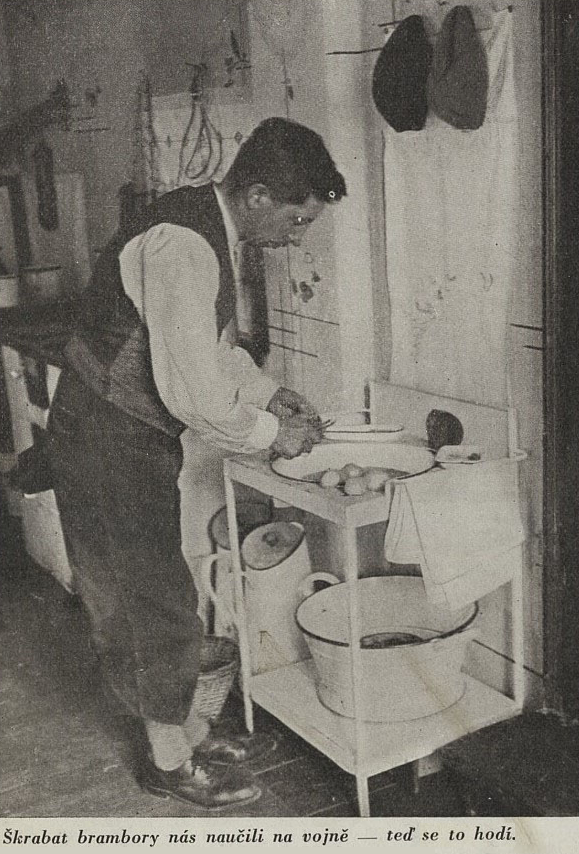 Škrabat brambory nás naučili na vojně — teď se to hodí.